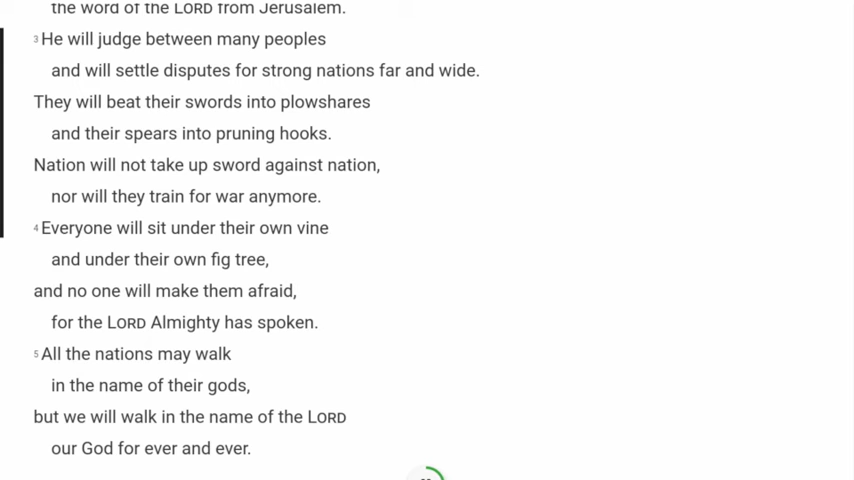 the word of the LORD from Jerusalem.
3 He will judge between many peoples
and will settle disputes for strong nations far and wide.
They will beat their swords into plowshares
and their spears into pruning hooks.
Nation will not take up sword against nation,
nor will they train for war anymore.
4 Everyone will sit under their own vine
and under their own fig tree,
and no one will make them afraid,
for the LORD Almighty has spoken.
5 All the nations may walk
in the name of their gods,
but we will walk in the name of the LORD
our God for ever and ever.